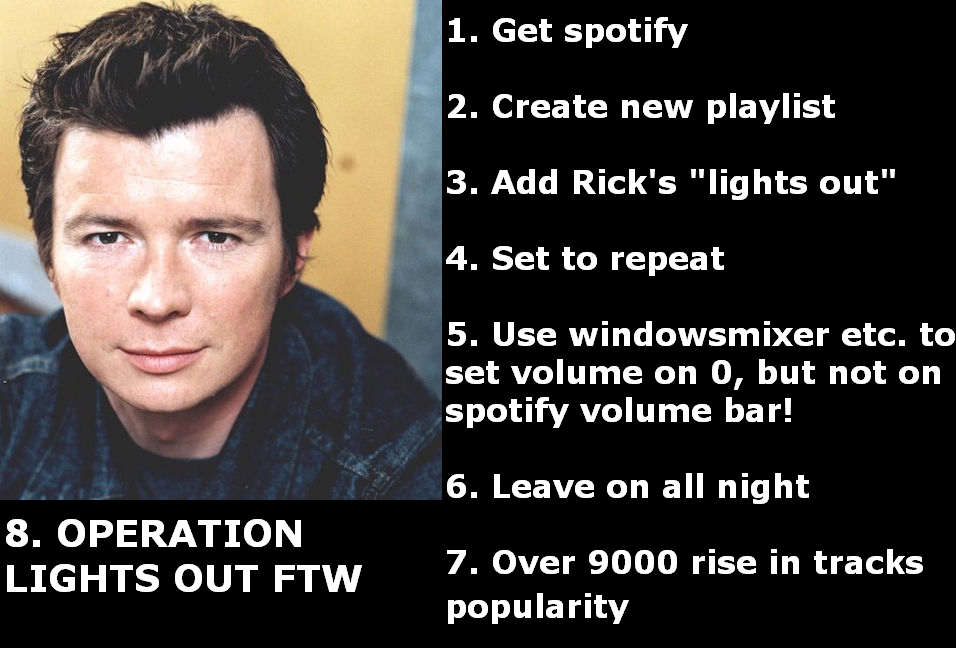 1. Get spotify
2. Create new playlist
3. Add Rick's "lights out"
4. Set to repeat
5. Use windowsmixer etc. to
set volume on 0, but not on
spotify volume bar!
6. Leave on all night
7. Over 9000 rise in tracks
popularity
8. OPERATION
LIGHTS OUT FTW